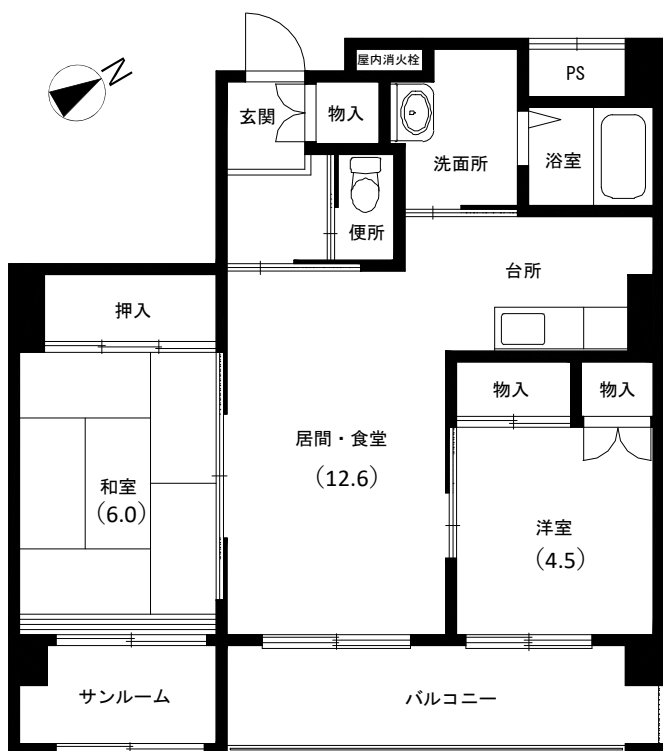 N
屋内消火栓
PS
玄関
物入
洗面所
浴室
便所
台所
押入
物入
物入
居間・食堂
(12.6)
和室
(6.0)
洋室
(4.5)
サンルーム
バルコニー